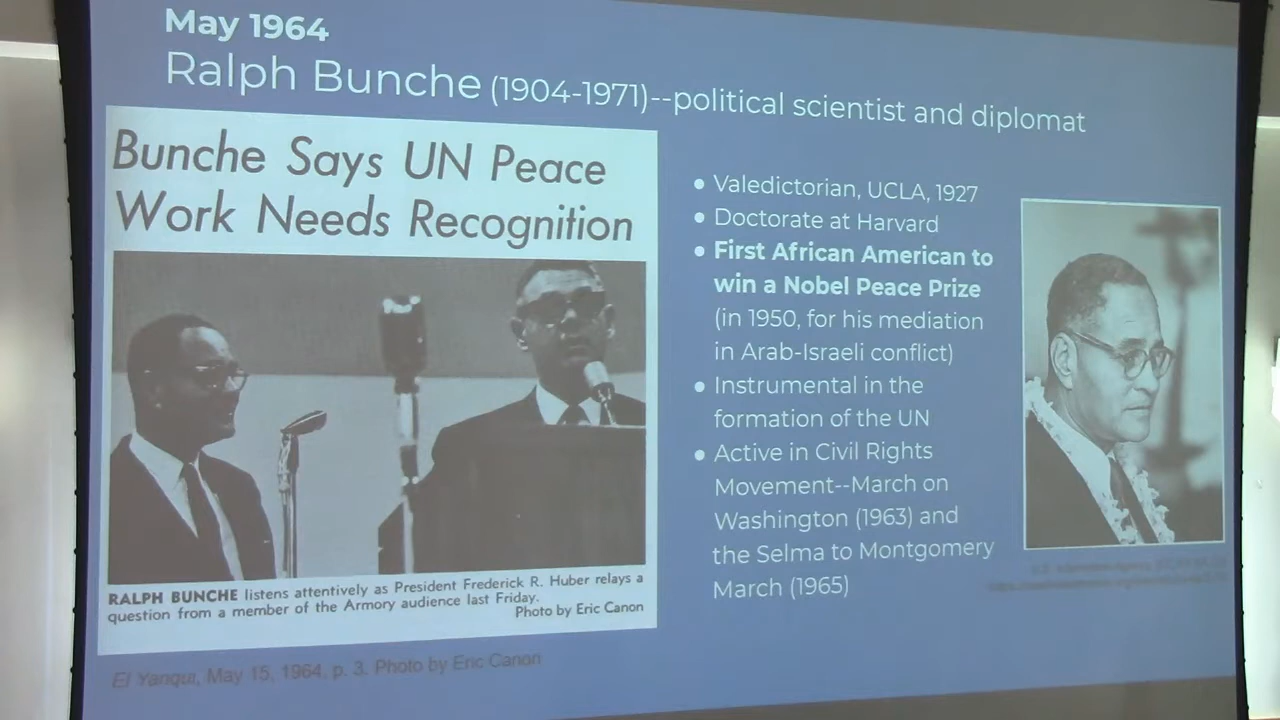 May 1964
Ralph Bunche (1904-1971)--political scientist and diplomat
Bunche Says UN Peace
Work Needs Recognition
RALPH BUNCHE listens attentively as President Frederick R. Huber relays a
question from a member of the Armory audience last Friday.
Photo by Eric Canon
El Yanqui, May 15, 1964, p. 3. Photo by Eric Canon
● Valedictorian, UCLA, 1927
● Doctorate at Harvard
● First African American to
win a Nobel Peace Prize
(in 1950, for his mediation
in Arab-Israeli conflict)
● Instrumental in the
formation of the UN
● Active in Civil Rights
Movement--March on
Washington (1963) and
the Selma to Montgomery
March (1965)